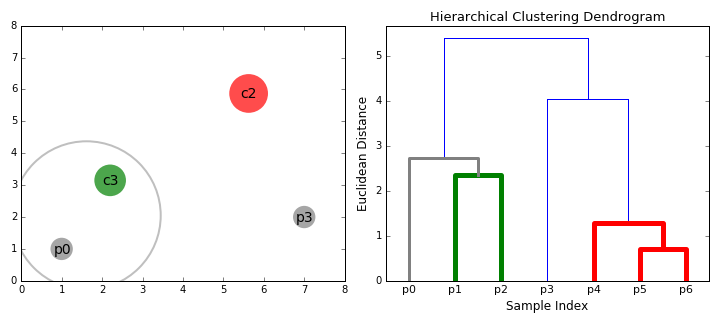 8
7
6
5
4
3
2
1
0
c2
c3
p3
p0
0 1 2 3 4 5 6 7 8
Hierarchical Clustering Dendrogram
Euclidean Distance
5
4
3
2
1
0
p0 p1 p2 p3 p4 p5 p6
Sample Index